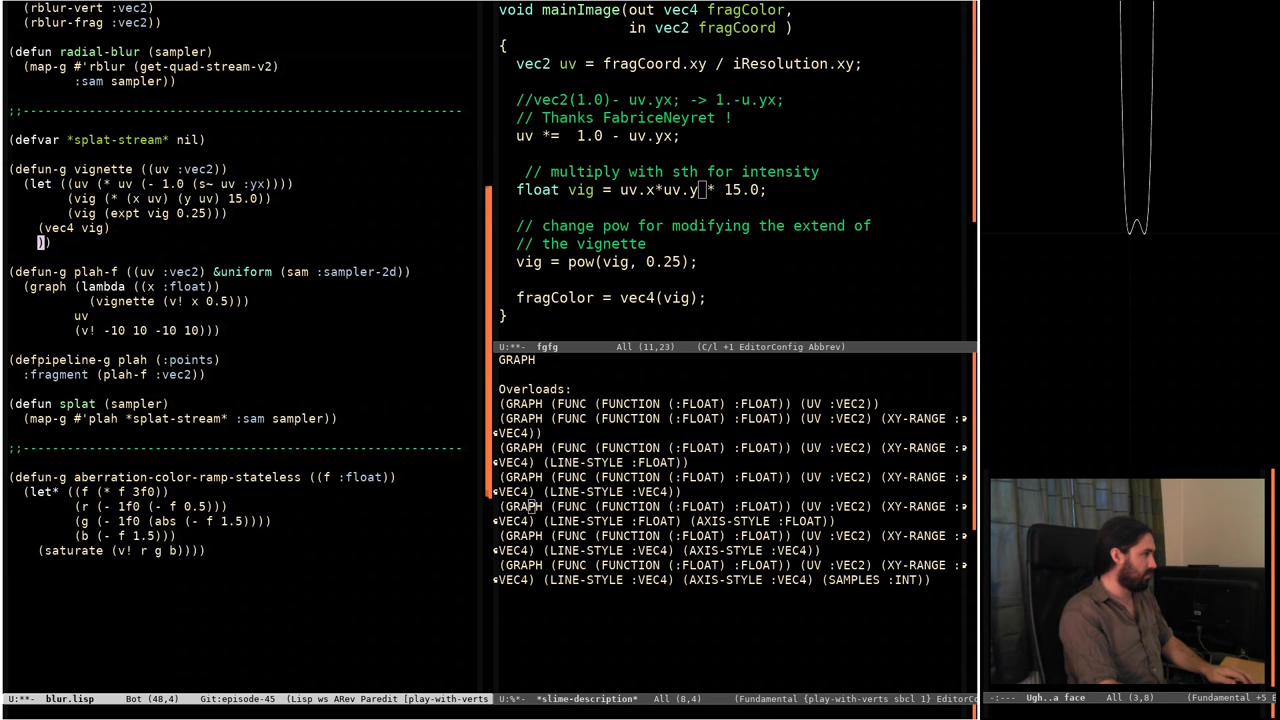 (rblur-vert :vec2)
(rblur-frag :vec2))
(defun radial-blur (sampler)
(map-g #'rblur (get-quad-stream-v2)
:sam sampler))
;;------------------------------------------------------------
(defvar *splat-stream* nil)
(defun-g vignette ((uv :vec2))
(let ((uv (* uv (- 1.0 (s~ uv :yx))))
(vig (* (x uv) (y uv) 15.0))
(vig (expt vig 0.25)))
(vec4 vig)
))
(defun-g plah-f ((uv :vec2) &uniform (sam :sampler-2d))
(graph (lambda ((x :float))
(vignette (v! x 0.5)))
uv
(v! -10 10 -10 10)))
(defpipeline-g plah (:points)
:fragment (plah-f :vec2))
(defun splat (sampler)
(map-g #'plah *splat-stream* :sam sampler))
;;------------------------------------------------------------
(defun-g aberration-color-ramp-stateless ((f :float))
(let* ((f (* f 3f0))
(r (- 1f0 (- f 0.5)))
(g (- 1f0 (abs (- f 1.5))))
(b (- f 1.5)))
(saturate (v! r g b))))
U:**- blur.lisp Bot (48,4) Git:episode-45 (Lisp ws ARev Paredit [play-with-verts
void mainImage(out vec4 fragColor,
in vec2 fragCoord )
{
vec2 uv = fragCoord.xy / iResolution.xy;
//vec2(1.0)- uv.yx; -> 1.-u.yx;
// Thanks FabriceNeyret !
uv *= 1.0 - uv.yx;
// multiply with sth for intensity
float vig = uv.x*uv.y * 15.0;
// change pow for modifying the extend of
// the vignette
vig = pow(vig, 0.25);
fragColor = vec4(vig);
}
U:**- fgfg All (11,23) (C/l +1 EditorConfig Abbrev)
GRAPH
Overloads:
(GRAPH (FUNC (FUNCTION (:FLOAT) :FLOAT)) (UV :VEC2))
(GRAPH (FUNC (FUNCTION (:FLOAT) :FLOAT)) (UV :VEC2) (XY-RANGE :
VEC4))
(GRAPH (FUNC (FUNCTION (:FLOAT) :FLOAT)) (UV :VEC2) (XY-RANGE :
VEC4) (LINE-STYLE :FLOAT))
(GRAPH (FUNC (FUNCTION (:FLOAT) :FLOAT)) (UV :VEC2) (XY-RANGE :
VEC4) (LINE-STYLE :VEC4))
(GRAPH (FUNC (FUNCTION (:FLOAT) :FLOAT)) (UV :VEC2) (XY-RANGE :
VEC4) (LINE-STYLE :FLOAT) (AXIS-STYLE :FLOAT))
(GRAPH (FUNC (FUNCTION (:FLOAT) :FLOAT)) (UV :VEC2) (XY-RANGE :
VEC4) (LINE-STYLE :VEC4) (AXIS-STYLE :VEC4))
(GRAPH (FUNC (FUNCTION (:FLOAT) :FLOAT)) (UV :VEC2) (XY-RANGE :
VEC4) (LINE-STYLE :VEC4) (AXIS-STYLE :VEC4) (SAMPLES :INT))
U:%*- *slime-description* All (8,4) (Fundamental {play-with-verts sbcl 1} EditorCo
-:--- Ugh..a face All (3,8) (Fundamental +5 E